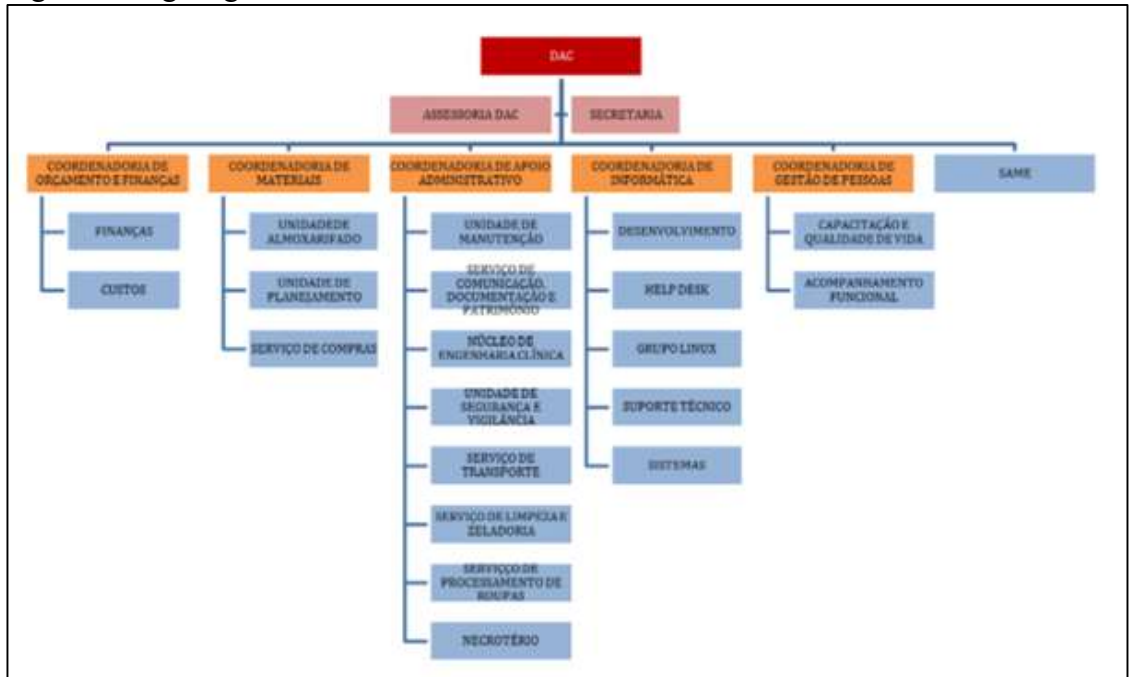 DAC
ASSESSORIA DAC
SECRETARIA
COORDENADORIA DE
ORÇAMENTO E FINANÇAS
COORDENADORIA DE
MATERIAIS
COORDENADORIA DE APOIO
ADMINISTRATIVO
COORDENADORIA DE
INFORMÁTICA
COORDENADORIA DE
GESTÃO DE PESSOAS
SAME
FINANÇAS
CUSTOS
UNIDADEDE
ALMOXARIFADO
UNIDADE DE
PLANEJAMENTO
SERVIÇO DE COMPRAS
UNIDADE DE
MANUTENÇÃO
SERVIÇO DE
COMUNICAÇÃO,
DOCUMENTAÇÃO E
PATRIMÔNIO
NÚCLEO DE
ENGENHARIA CLÍNICA
UNIDADE DE
SEGURANÇA E
VIGILÂNCIA
SERVIÇO DE
TRANSPORTE
SERVIÇO DE LIMPEZA E
ZELADORIA
SERVIÇÇO DE
PROCESSAMENTO DE
ROUPAS
NECROTÉRIO
DESENVOLVIMENTO
HELP DESK
GRUPO LINUX
SUPORTE TÉCNICO
SISTEMAS
CAPACITAÇÃO E
QUALIDADE DE VIDA
ACOMPANHAMENTO
FUNCIONAL